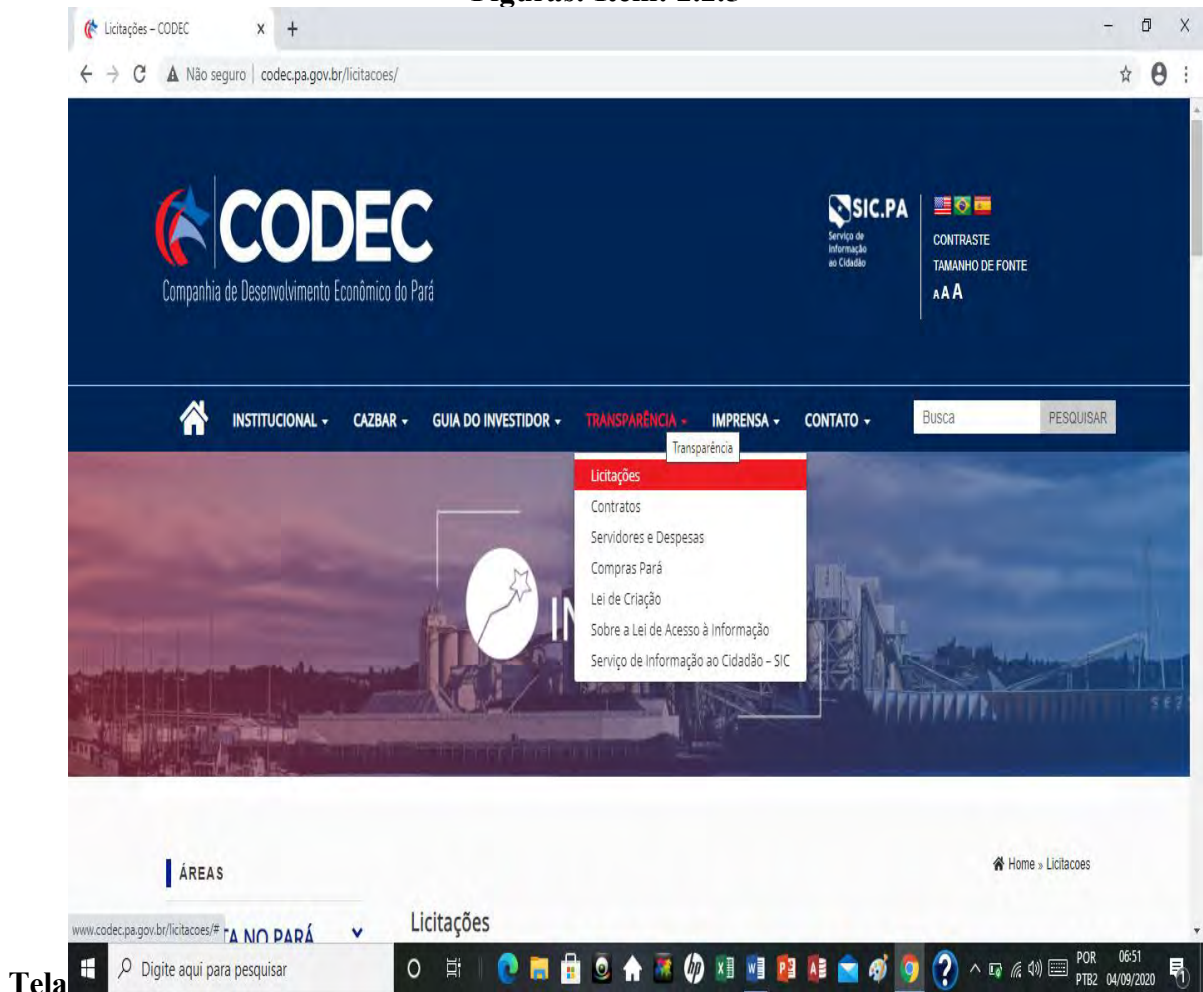 Licitações – CODEC
Não seguro | codec.pa.gov.br/licitacoes/
CODEC
Companhia de Desenvolvimento Econômico do Pará
SIC.PA
Serviço de
Informação
ao Cidadão
CONTRASTE
TAMANHO DE FONTE
A A A
INSTITUCIONAL CAZBAR GUIA DO INVESTIDOR TRANSPARÊNCIA IMPRENSA CONTATO Busca PESQUISAR
Transparência
Licitações
Contratos
Servidores e Despesas
Compras Pará
Lei de Criação
Sobre a Lei de Acesso à Informação
Serviço de Informação ao Cidadão – SIC
IN
ÁREAS
Home » Licitacoes
Licitações
www.codec.pa.gov.br/licitacoes/#
TA NO PARÁ
Tela
Digite aqui para pesquisar
POR 06:51
PTB2 04/09/2020